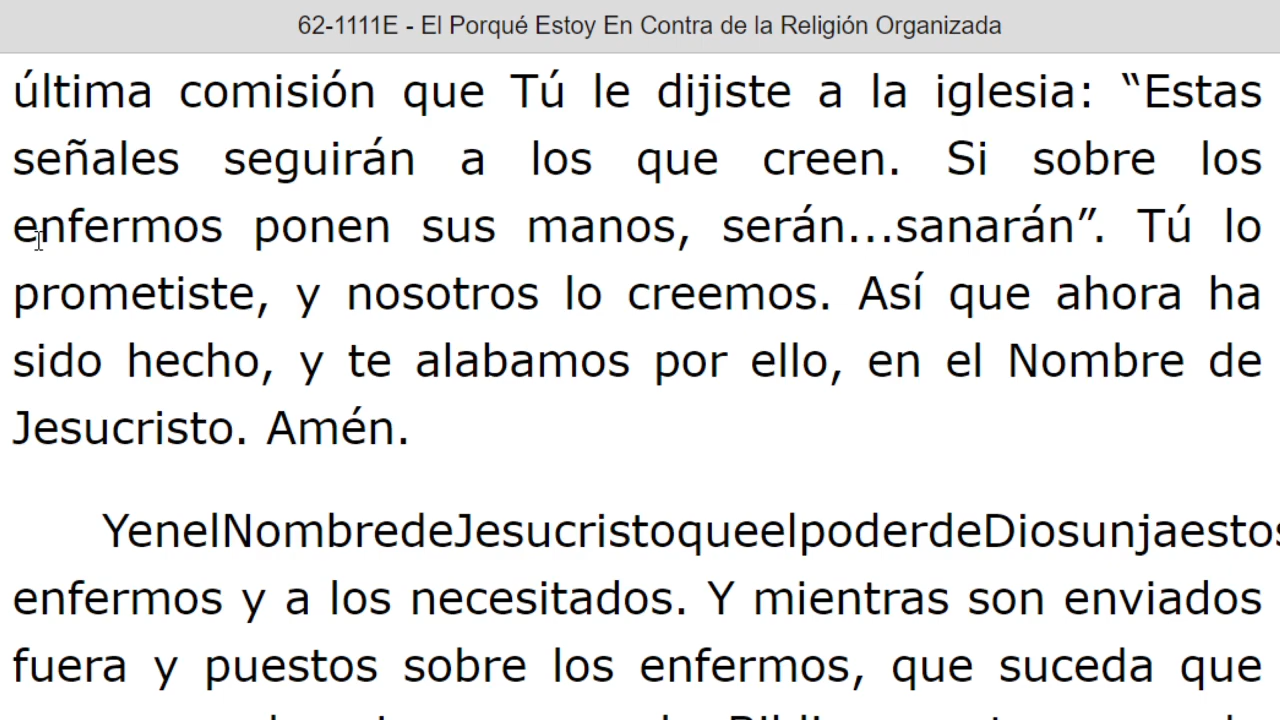 62-1111E - El Porqué Estoy En Contra de la Religión Organizada
última comisión que Tú le dijiste a la iglesia: “Estas
señales seguirán a los que creen. Si sobre los
enfermos ponen sus manos, serán…sanarán”. Tú lo
prometiste, y nosotros lo creemos. Así que ahora ha
sido hecho, y te alabamos por ello, en el Nombre de
Jesucristo. Amén.
YenelNombredeJesucristoqueelpoderdeDiosunjaestos
enfermos y a los necesitados. Y mientras son enviados
fuera y puestos sobre los enfermos, que suceda que